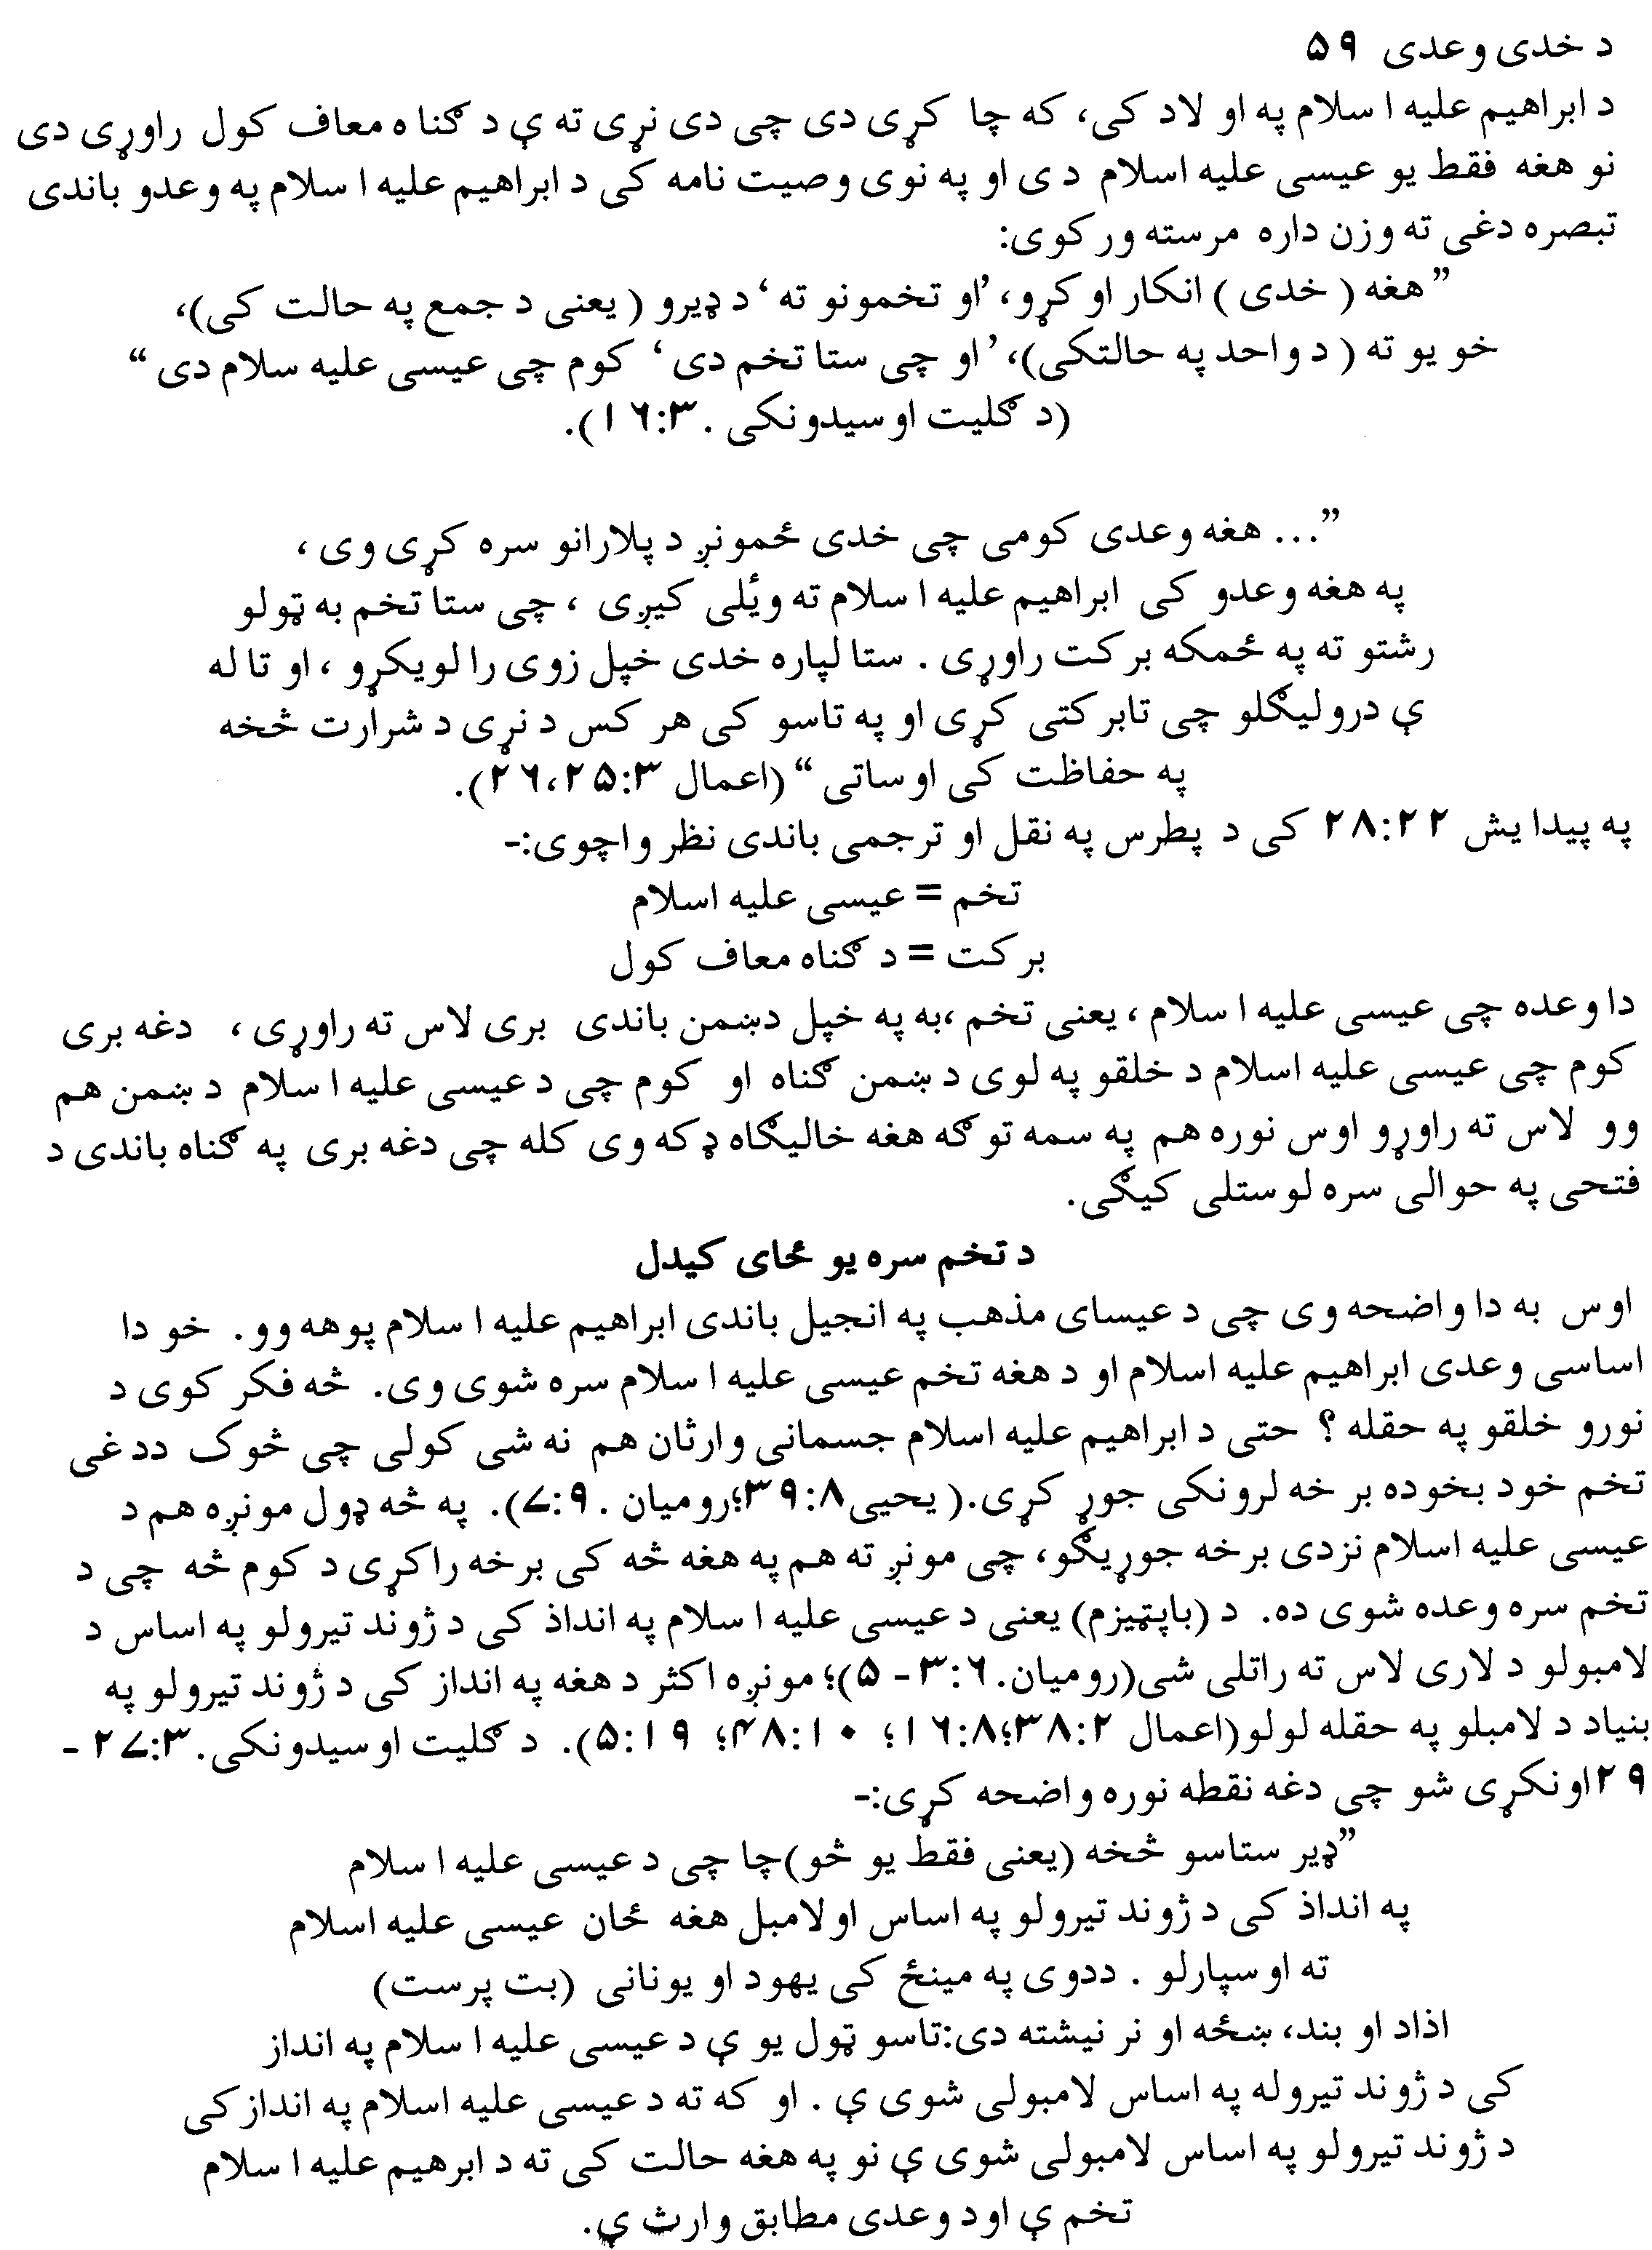 د خدی وعدی ۵۹
د ابراهیم علیه ا سلام په او لاد کی، که چا کړی دی چی دی نړی ته ې د ګناه معاف کول راوړی دی
نو هغه فقط یو عیسی علیه اسلام دی او په نوی وصیت نامه کی د ابراهیم علیه ا سلام په وعدو باندی
تبصره دغی ته وزن داره مرسته ورکوی:
”هغه ( خدی ) انکار او کړو، ’او تخمونو ته‘ د ډیرو ( یعنی د جمع په حالت کی)،
خو یو ته ( د واحد په حالتکی)، ’او چی ستا تخم دی‘ کوم چی عیسی علیه سلام دی “
(د ګلیت او سیدونکی .۱۶:۳).
”... هغه وعدی کومی چی خدی ځمونږ د پلارانو سره کړی وی ،
په هغه وعدو کی ابراهیم علیه ا سلام ته ویٔلی کیږی ، چی ستا تخم به ټولو
رشتو ته په ځمکه برکت راوړی . ستا لپاره خدی خپل زوی را لویکړو ، او تا له
ې درولیګلو چی تابرکتی کړی او په تاسو کی هر کس د نړی د شرارت څخه
په حفاظت کی اوساتی “ (اعمال ۲۶،۲۵:۳).
په پیدایش ۲۸:۲۲ کی د پطرس په نقل او ترجمی باندی نظر واچوی:-
تخم = عیسی علیه اسلام
برکت = د ګناه معاف کول
دا وعده چی عیسی علیه ا سلام ، یعنی تخم ،به په خپل دښمن باندی بری لاس ته راوړی ، دغه بری
کوم چی عیسی علیه اسلام د خلقو په لوی د ښمن ګناه او کوم چی د عیسی علیه ا سلام د ښمن هم
وو لاس ته راوړو اوس نوره هم په سمه توګه هغه خالیګاه ډکه وی کله چی دغه بری په ګناه باندی د
فتحی په حوالی سره لوستلی کیګی.
د تخم سره یو ځای کیدل
اوس به دا واضحه وی چی د عیسای مذهب په انجیل باندی ابراهیم علیه ا سلام پوهه وو. خو دا
اساسی وعدی ابراهیم علیه اسلام او د هغه تخم عیسی علیه ا سلام سره شوی وی. څه فکر کوی د
نورو خلقو په حقله ؟ حتی د ابراهیم علیه اسلام جسمانی وارثان هم نه شی کولی چی څوک ددغی
تخم خود بخوده برخه لرونکی جوړ کړی.( یحیی۳۹:۸؛رومیان .۷:۹). په څه ډول مونږه هم د
عیسی علیه اسلام نزدی برخه جوړیګو، چی مونږ ته هم په هغه څه کی برخه راکړی د کوم څه چی د
تخم سره وعده شوی ده. د (باپټیزم) یعنی د عیسی علیه ا سلام په انداذ کی د ژوند تیرولو په اساس د
لامبولو د لاری لاس ته راتلی شی(رومیان.۳:۶-۵)؛ مونږه اکثر د هغه په انداز کی د ژوند تیرولو په
بنیاد د لامبلو په حقله لولو(اعمال ۳۸:۲؛۱۶:۸؛ ۴۸:۱۰؛ ۵:۱۹). د ګلیت اوسیدونکی.۲۷:۳-
۲۹اونکړی شو چی دغه نقطه نوره واضحه کړی:-
”ډیر ستاسو څخه (یعنی فقط یو څو)چا چی د عیسی علیه ا سلام
په انداذ کی د ژوند تیرولو په اساس اولامبل هغه ځان عیسی علیه اسلام
ته اوسپارلو . ددوی په مینځ کی یهود او یونانی (بت پرست)
اذاد او بند، ښځه او نر نیشته دی:تاسو ټول یو ې د عیسی علیه ا سلام په انداز
کی د ژوند تیروله په اساس لامبولی شوی ې . او که ته د عیسی علیه اسلام په اندازکی
د ژوند تیرولو په اساس لامبولی شوی ې نو په هغه حالت کی ته د ابرهیم علیه ا سلام
تخم ې اود وعدی مطابق وارث ې.